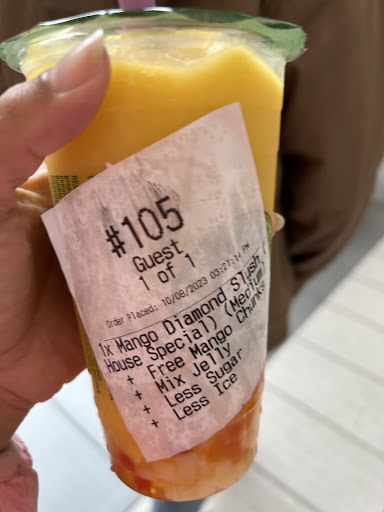 #105
Guest
1 of 1
Order Placed: 10/08/2023 03:27:14 PM
1x Mango Diamond Slush (
House Special) (Medium)
+ Free Mango Chunks
+ Mix Jelly
+ Less Sugar
+ Less Ice